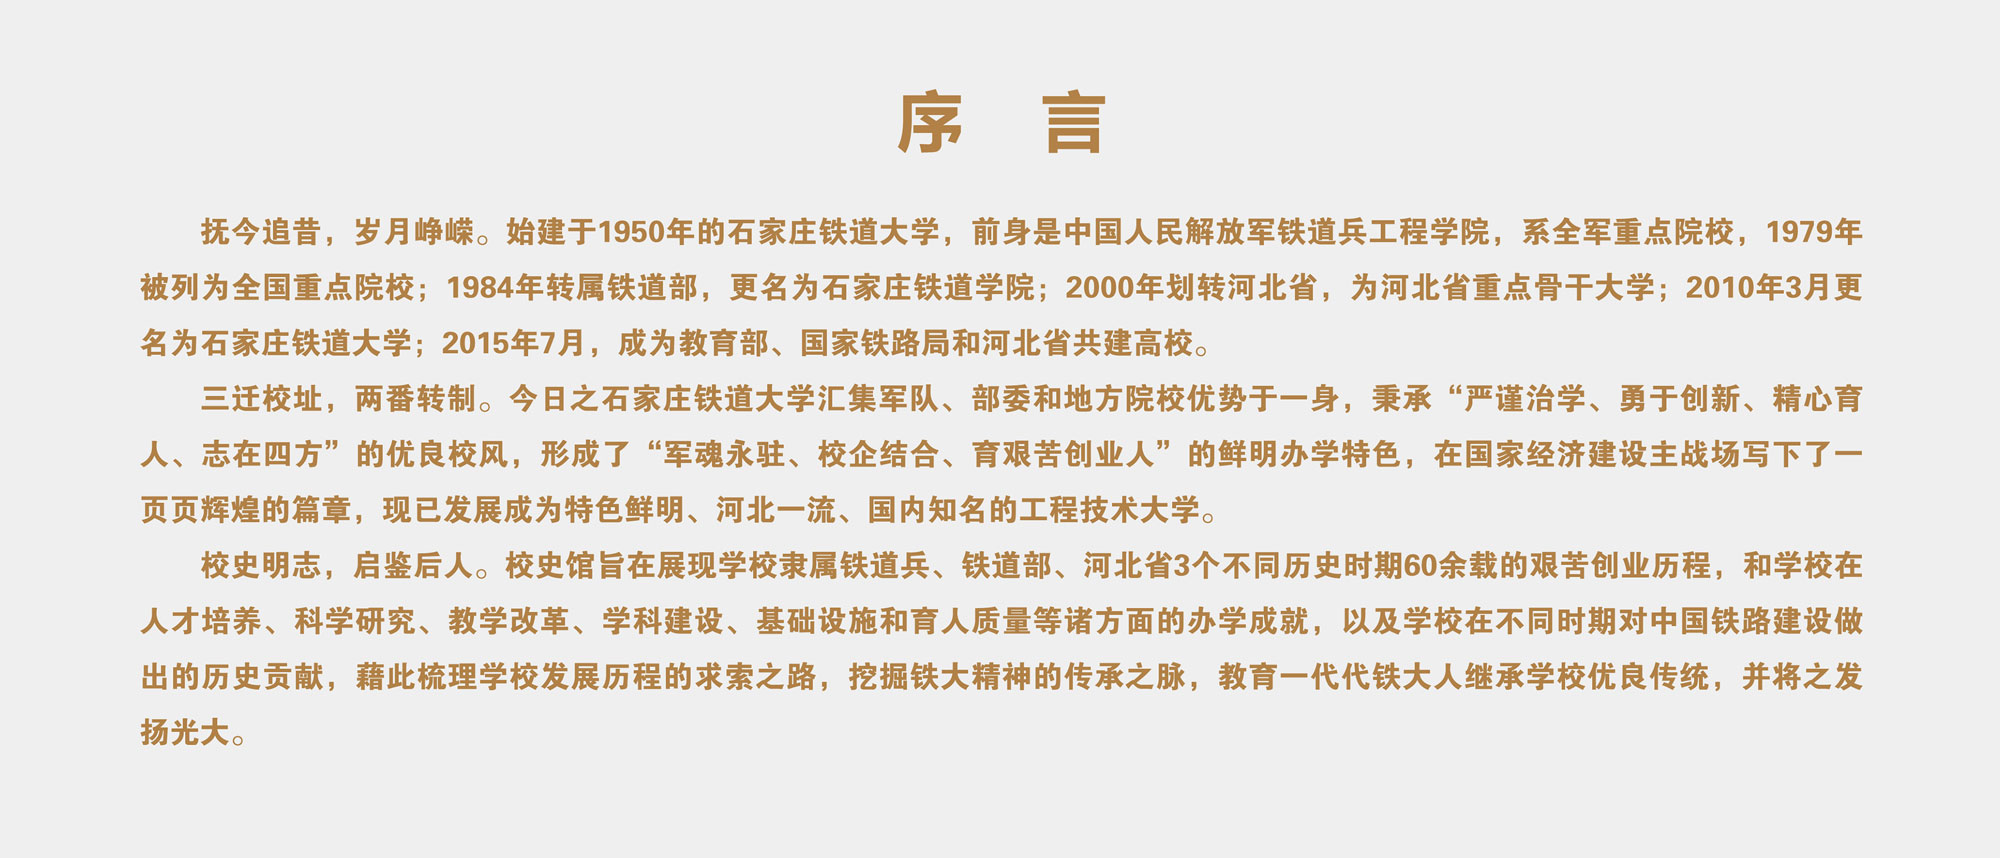 序 言
抚今追昔，岁月峥嵘。始建于1950年的石家庄铁道大学，前身是中国人民解放军铁道兵工程学院，系全军重点院校，1979年
被列为全国重点院校；1984年转属铁道部，更名为石家庄铁道学院；2000年划转河北省，为河北省重点骨干大学；2010年3月更
名为石家庄铁道大学；2015年7月，成为教育部、国家铁路局和河北省共建高校。
三迁校址，两番转制。今日之石家庄铁道大学汇集军队、部委和地方院校优势于一身，秉承“严谨治学、勇于创新、精心育
人、志在四方”的优良校风，形成了“军魂永驻、校企结合、育艰苦创业人”的鲜明办学特色，在国家经济建设主战场写下了一
页页辉煌的篇章，现已发展成为特色鲜明、河北一流、国内知名的工程技术大学。
校史明志，启鉴后人。校史馆旨在展现学校隶属铁道兵、铁道部、河北省3个不同历史时期60余载的艰苦创业历程，和学校在
人才培养、科学研究、教学改革、学科建设、基础设施和育人质量等诸方面的办学成就，以及学校在不同时期对中国铁路建设做
出的历史贡献，藉此梳理学校发展历程的求索之路，挖掘铁大精神的传承之脉，教育一代代铁大人继承学校优良传统，并将之发
扬光大。